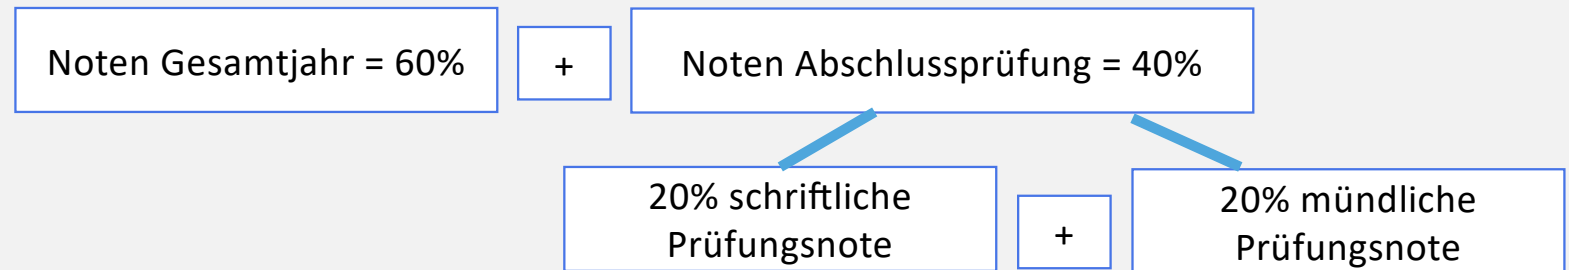 Noten Gesamtjahr = 60%
+
Noten Abschlussprüfung = 40%
20% schriftliche
Prüfungsnote
+
20% mündliche
Prüfungsnote